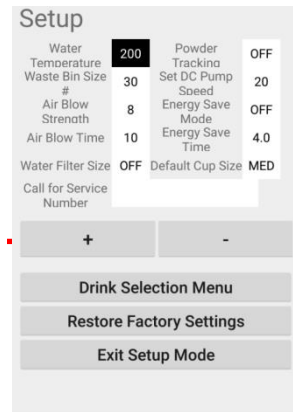 Setup
Water Temperature 200 Powder Tracking OFF
Waste Bin Size # 30 Set DC Pump Speed 20
Air Blow Strength 8 Energy Save Mode OFF
Air Blow Time 10 Energy Save Time 4.0
Water Filter Size OFF Default Cup Size MED
Call for Service Number
+ -
Drink Selection Menu
Restore Factory Settings
Exit Setup Mode